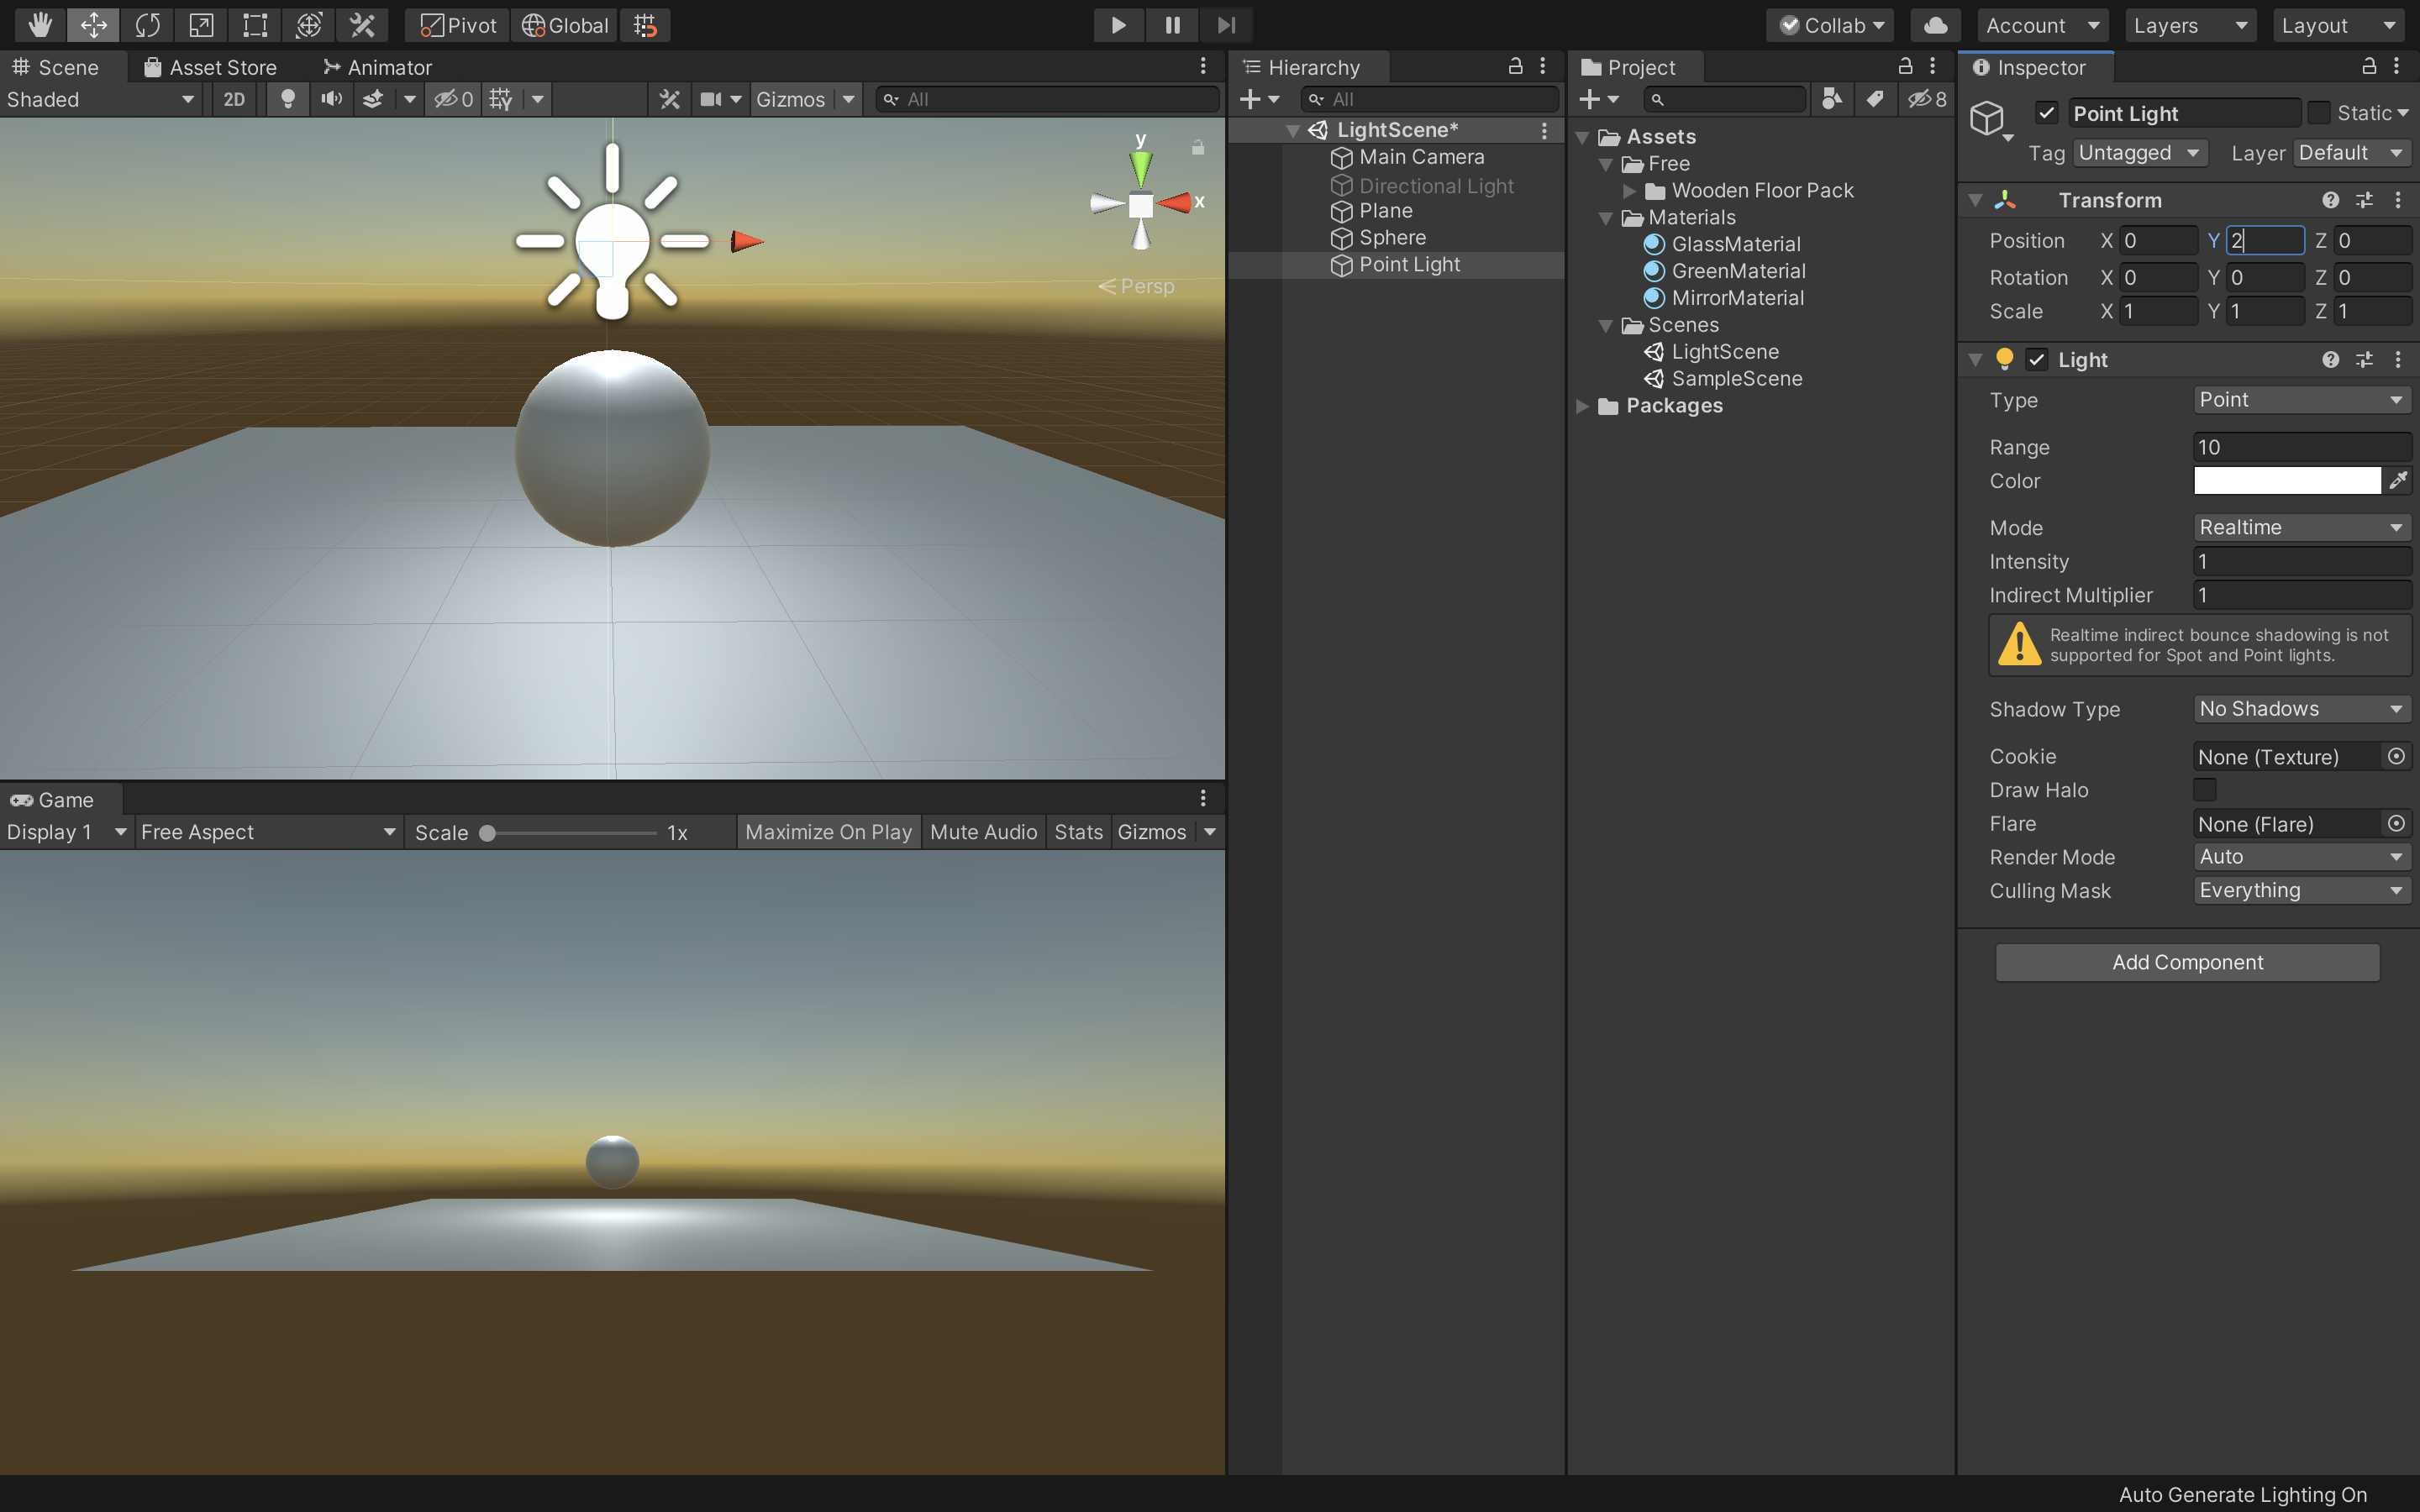 Pivot Global Collab Account Layers Layout
Scene Asset Store Animator
Shaded 2D 0 Gizmos All
y
x
Persp
Game
Display 1 Free Aspect Scale 1x Maximize On Play Mute Audio Stats Gizmos
Hierarchy
All
LightScene*
Main Camera
Directional Light
Plane
Sphere
Point Light
Project
8
Assets
Free
Wooden Floor Pack
Materials
GlassMaterial
GreenMaterial
MirrorMaterial
Scenes
LightScene
SampleScene
Packages
Inspector
Point Light Static
Tag Untagged Layer Default
Transform
Position X 0 Y 2 Z 0
Rotation X 0 Y 0 Z 0
Scale X 1 Y 1 Z 1
Light
Type Point
Range 10
Color
Mode Realtime
Intensity 1
Indirect Multiplier 1
Realtime indirect bounce shadowing is not
supported for Spot and Point lights.
Shadow Type No Shadows
Cookie None (Texture)
Draw Halo
Flare None (Flare)
Render Mode Auto
Culling Mask Everything
Add Component
Auto Generate Lighting On